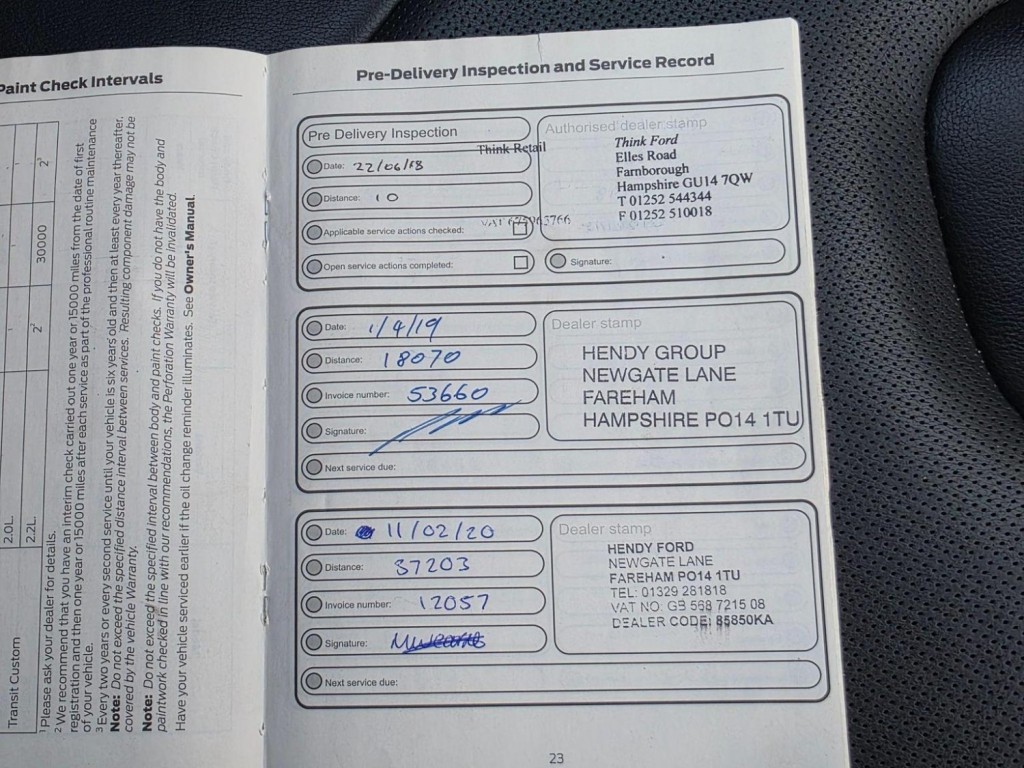 Paint Check Intervals
Transit Custom
2.0L
-
-
-
2.2L
2¹
30000
2³
¹ Please ask your dealer for details.
² We recommend that you have an interim check carried out one year or 15000 miles from the date of first
registration and then one year or 15000 miles after each service as part of the professional routine maintenance
of your vehicle.
³ Every two years or every second service until your vehicle is six years old and then at least every year thereafter.
Note: Do not exceed the specified distance interval between services. Resulting component damage may not be
covered by the vehicle Warranty.
Note: Do not exceed the specified interval between body and paint checks. If you do not have the body and
paintwork checked in line with our recommendations, the Perforation Warranty will be invalidated.
Have your vehicle serviced earlier if the oil change reminder illuminates. See Owner's Manual.
Pre-Delivery Inspection and Service Record
Pre Delivery Inspection
Think Retail
Date: 22/06/18
Distance: 10
Applicable service actions checked:
Open service actions completed:
Authorised dealer stamp
Think Ford
Elles Road
Farnborough
Hampshire GU14 7QW
T 01252 544344
F 01252 510018
Signature:
Date: 1/4/19
Distance: 18070
Invoice number: 53660
Signature:
Next service due:
Dealer stamp
HENDY GROUP
NEWGATE LANE
FAREHAM
HAMPSHIRE PO14 1TU
Date: 11/02/20
Distance: 37203
Invoice number: 12057
Signature:
Next service due:
Dealer stamp
HENDY FORD
NEWGATE LANE
FAREHAM PO14 1TU
TEL: 01329 281818
VAT NO. GB 568 7215 08
DEALER CODE: 85850KA
23